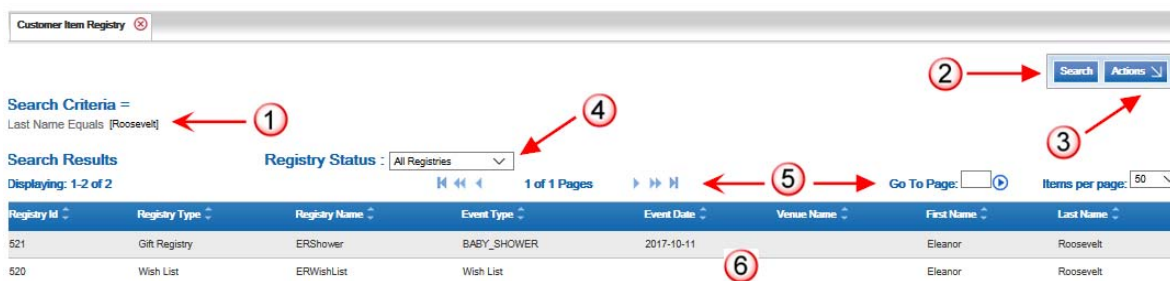 Customer Item Registry
2 Search Actions
Search Criteria =
Last Name Equals [Roosevelt] 1
4
3
Search Results Registry Status : All Registries
Displaying: 1-2 of 2 1 of 1 Pages 5 Go To Page: Items per page: 50
Registry Id Registry Type Registry Name Event Type Event Date Venue Name First Name Last Name
521 Gift Registry ERShower BABY_SHOWER 2017-10-11 Eleanor Roosevelt
520 Wish List ERWishList Wish List 6 Eleanor Roosevelt